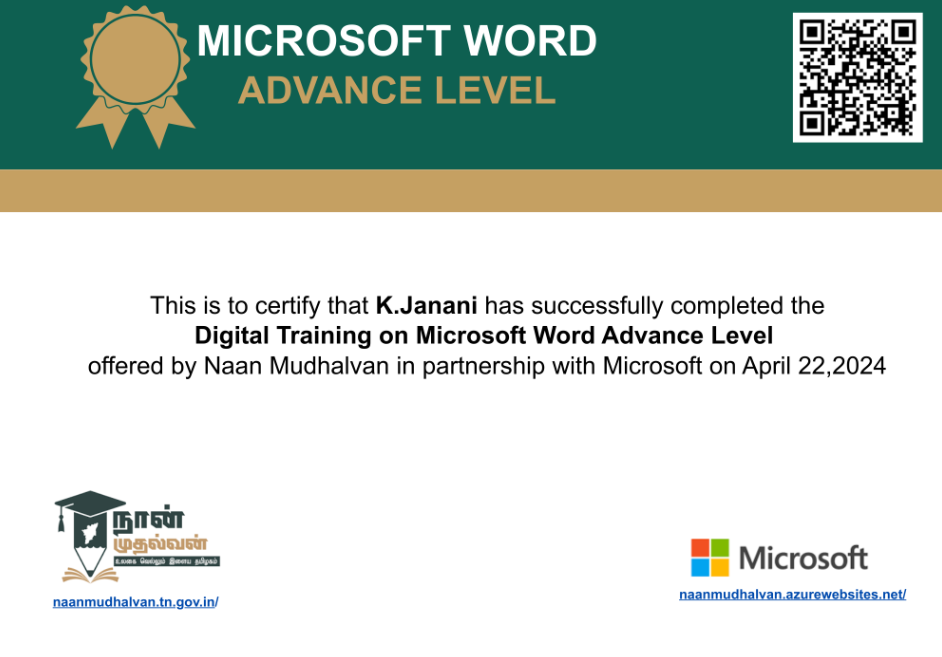 MICROSOFT WORD
ADVANCE LEVEL
This is to certify that K.Janani has successfully completed the
Digital Training on Microsoft Word Advance Level
offered by Naan Mudhalvan in partnership with Microsoft on April 22,2024
நான்
முதல்வன்
உலகை வெல்லும் இளைய தமிழகம்
naanmudhalvan.tn.gov.in/
Microsoft
naanmudhalvan.azurewebsites.net/